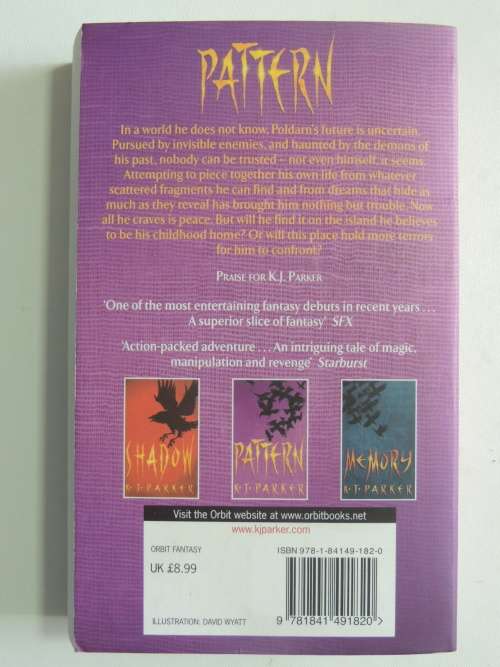 PATTERN
In a world he does not know, Poldarn's future is uncertain.
Pursued by invisible enemies, and haunted by the demons of
his past, nobody can be trusted – not even himself, it seems.
Attempting to piece together his own life from whatever
scattered fragments he can find and from dreams that hide as
much as they reveal has brought him nothing but trouble. Now
all he craves is peace. But will he find it on the island he believes
to be his childhood home? Or will this place hold more terrors
for him to confront?
PRAISE FOR K.J. PARKER
'One of the most entertaining fantasy debuts in recent years . . .
A superior slice of fantasy' SFX
'Action-packed adventure . . . An intriguing tale of magic,
manipulation and revenge' Starburst
SHADOW
K·J·PARKER
PATTERN
K·J·PARKER
MEMORY
K·J·PARKER
Visit the Orbit website at www.orbitbooks.net
www.kjparker.com
ORBIT FANTASY
UK £8.99
ILLUSTRATION: DAVID WYATT
ISBN 978-1-84149-182-0
9 781841 491820 >